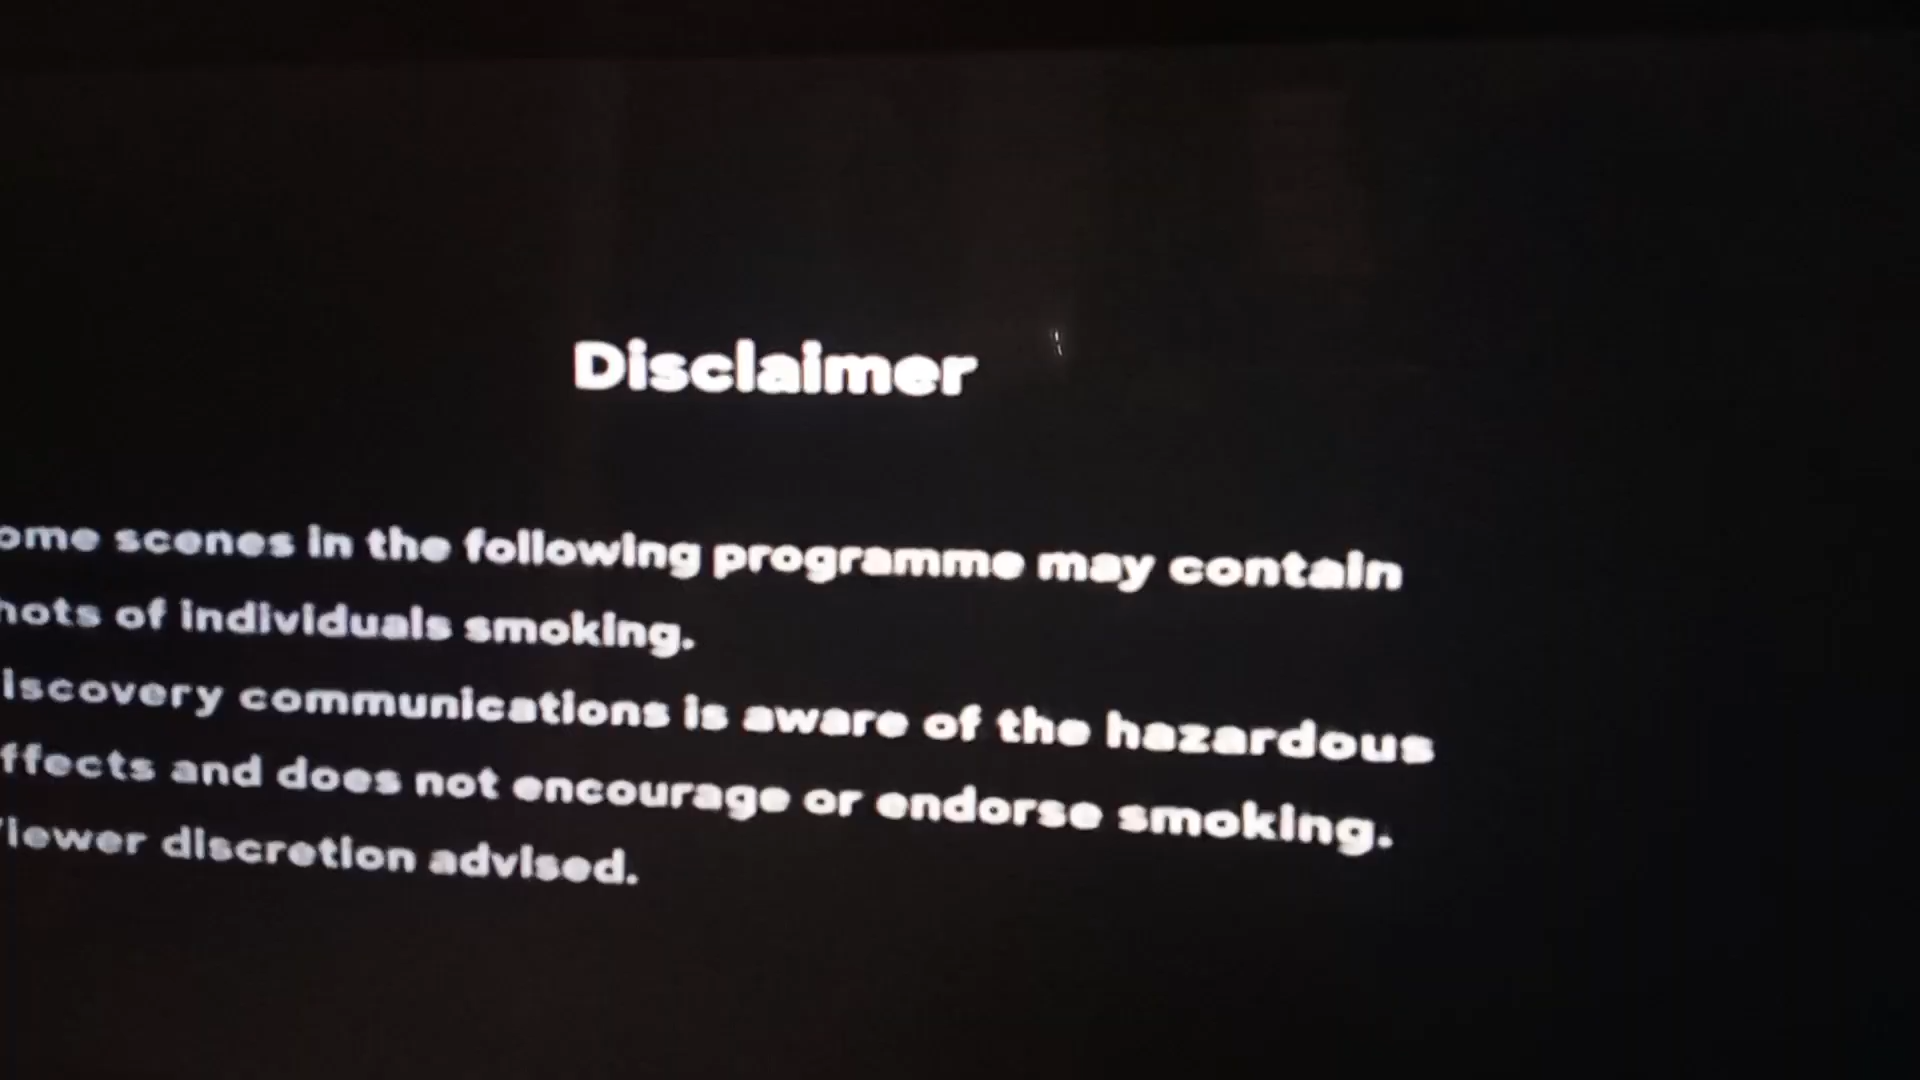 Disclaimer
ome scenes in the following programme may contain
hots of individuals smoking.
iscovery communications is aware of the hazardous
ffects and does not encourage or endorse smoking.
iewer discretion advised.